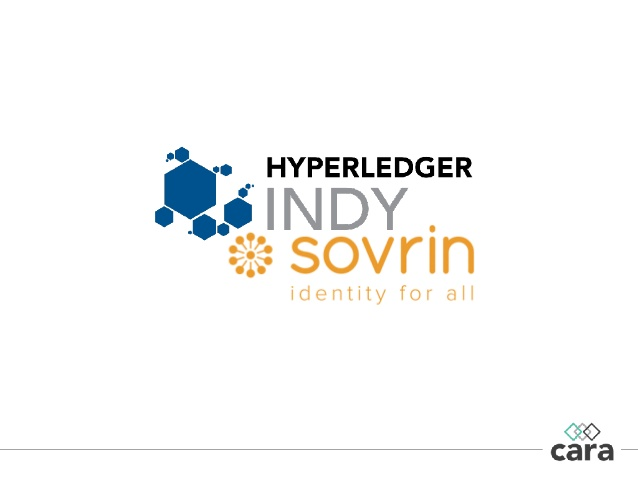 HYPERLEDGER
INDY
sovrin
identity for all
cara